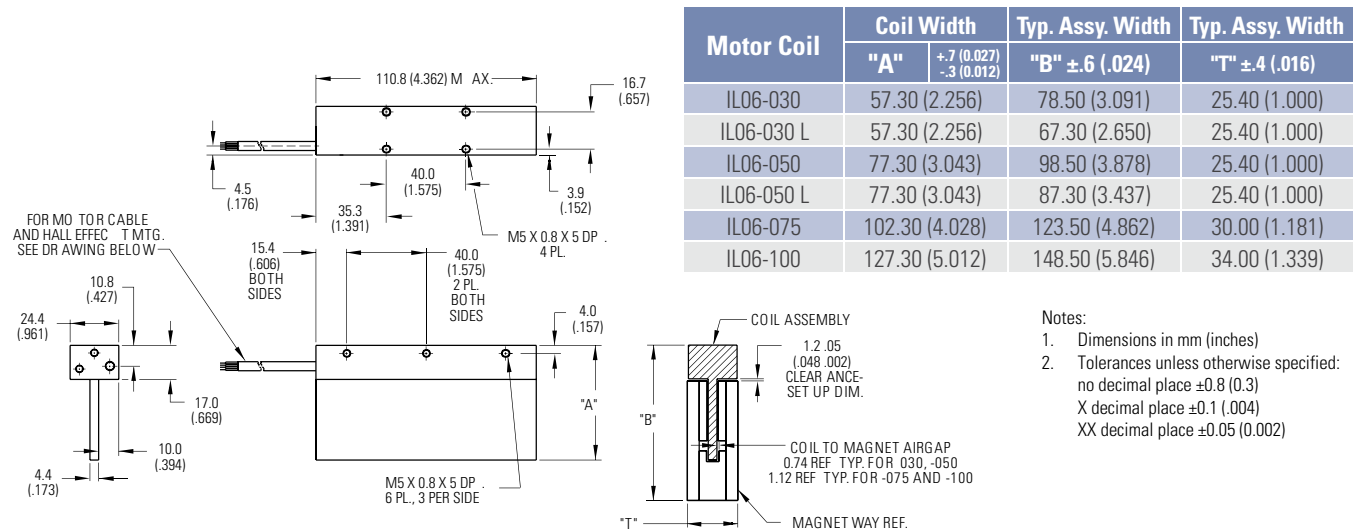 110.8 (4.362) M AX.
16.7
(.657)
4.5
(.176)
40.0
(1.575)
3.9
(.152)
35.3
(1.391)
M5 X 0.8 X 5 DP .
4 PL.
FOR MO TOR CABLE
AND HALL EFFEC T MTG.
SEE DR AWING BELOW
15.4
(.606)
BOTH
SIDES
40.0
(1.575)
2 PL.
BOTH
SIDES
10.8
(.427)
24.4
(.961)
4.0
(.157)
17.0
(.669)
"A"
10.0
(.394)
4.4
(.173)
M5 X 0.8 X 5 DP .
6 PL., 3 PER SIDE
COIL ASSEMBLY
1.2 .05
(.048 .002)
CLEAR ANCE-
SET UP DIM.
"B"
COIL TO MAGNET AIRGAP
0.74 REF TYP. FOR 030, -050
1.12 REF TYP. FOR -075 AND -100
"T"
MAGNET WAY REF.
Motor Coil Coil Width Typ. Assy. Width Typ. Assy. Width
"A" +.7 (0.027) -.3 (0.012) "B" ±.6 (.024) "T" ±.4 (.016)
IL06-030 57.30 (2.256) 78.50 (3.091) 25.40 (1.000)
IL06-030 L 57.30 (2.256) 67.30 (2.650) 25.40 (1.000)
IL06-050 77.30 (3.043) 98.50 (3.878) 25.40 (1.000)
IL06-050 L 77.30 (3.043) 87.30 (3.437) 25.40 (1.000)
IL06-075 102.30 (4.028) 123.50 (4.862) 30.00 (1.181)
IL06-100 127.30 (5.012) 148.50 (5.846) 34.00 (1.339)
Notes:
1. Dimensions in mm (inches)
2. Tolerances unless otherwise specified:
no decimal place ±0.8 (0.3)
X decimal place ±0.1 (.004)
XX decimal place ±0.05 (0.002)